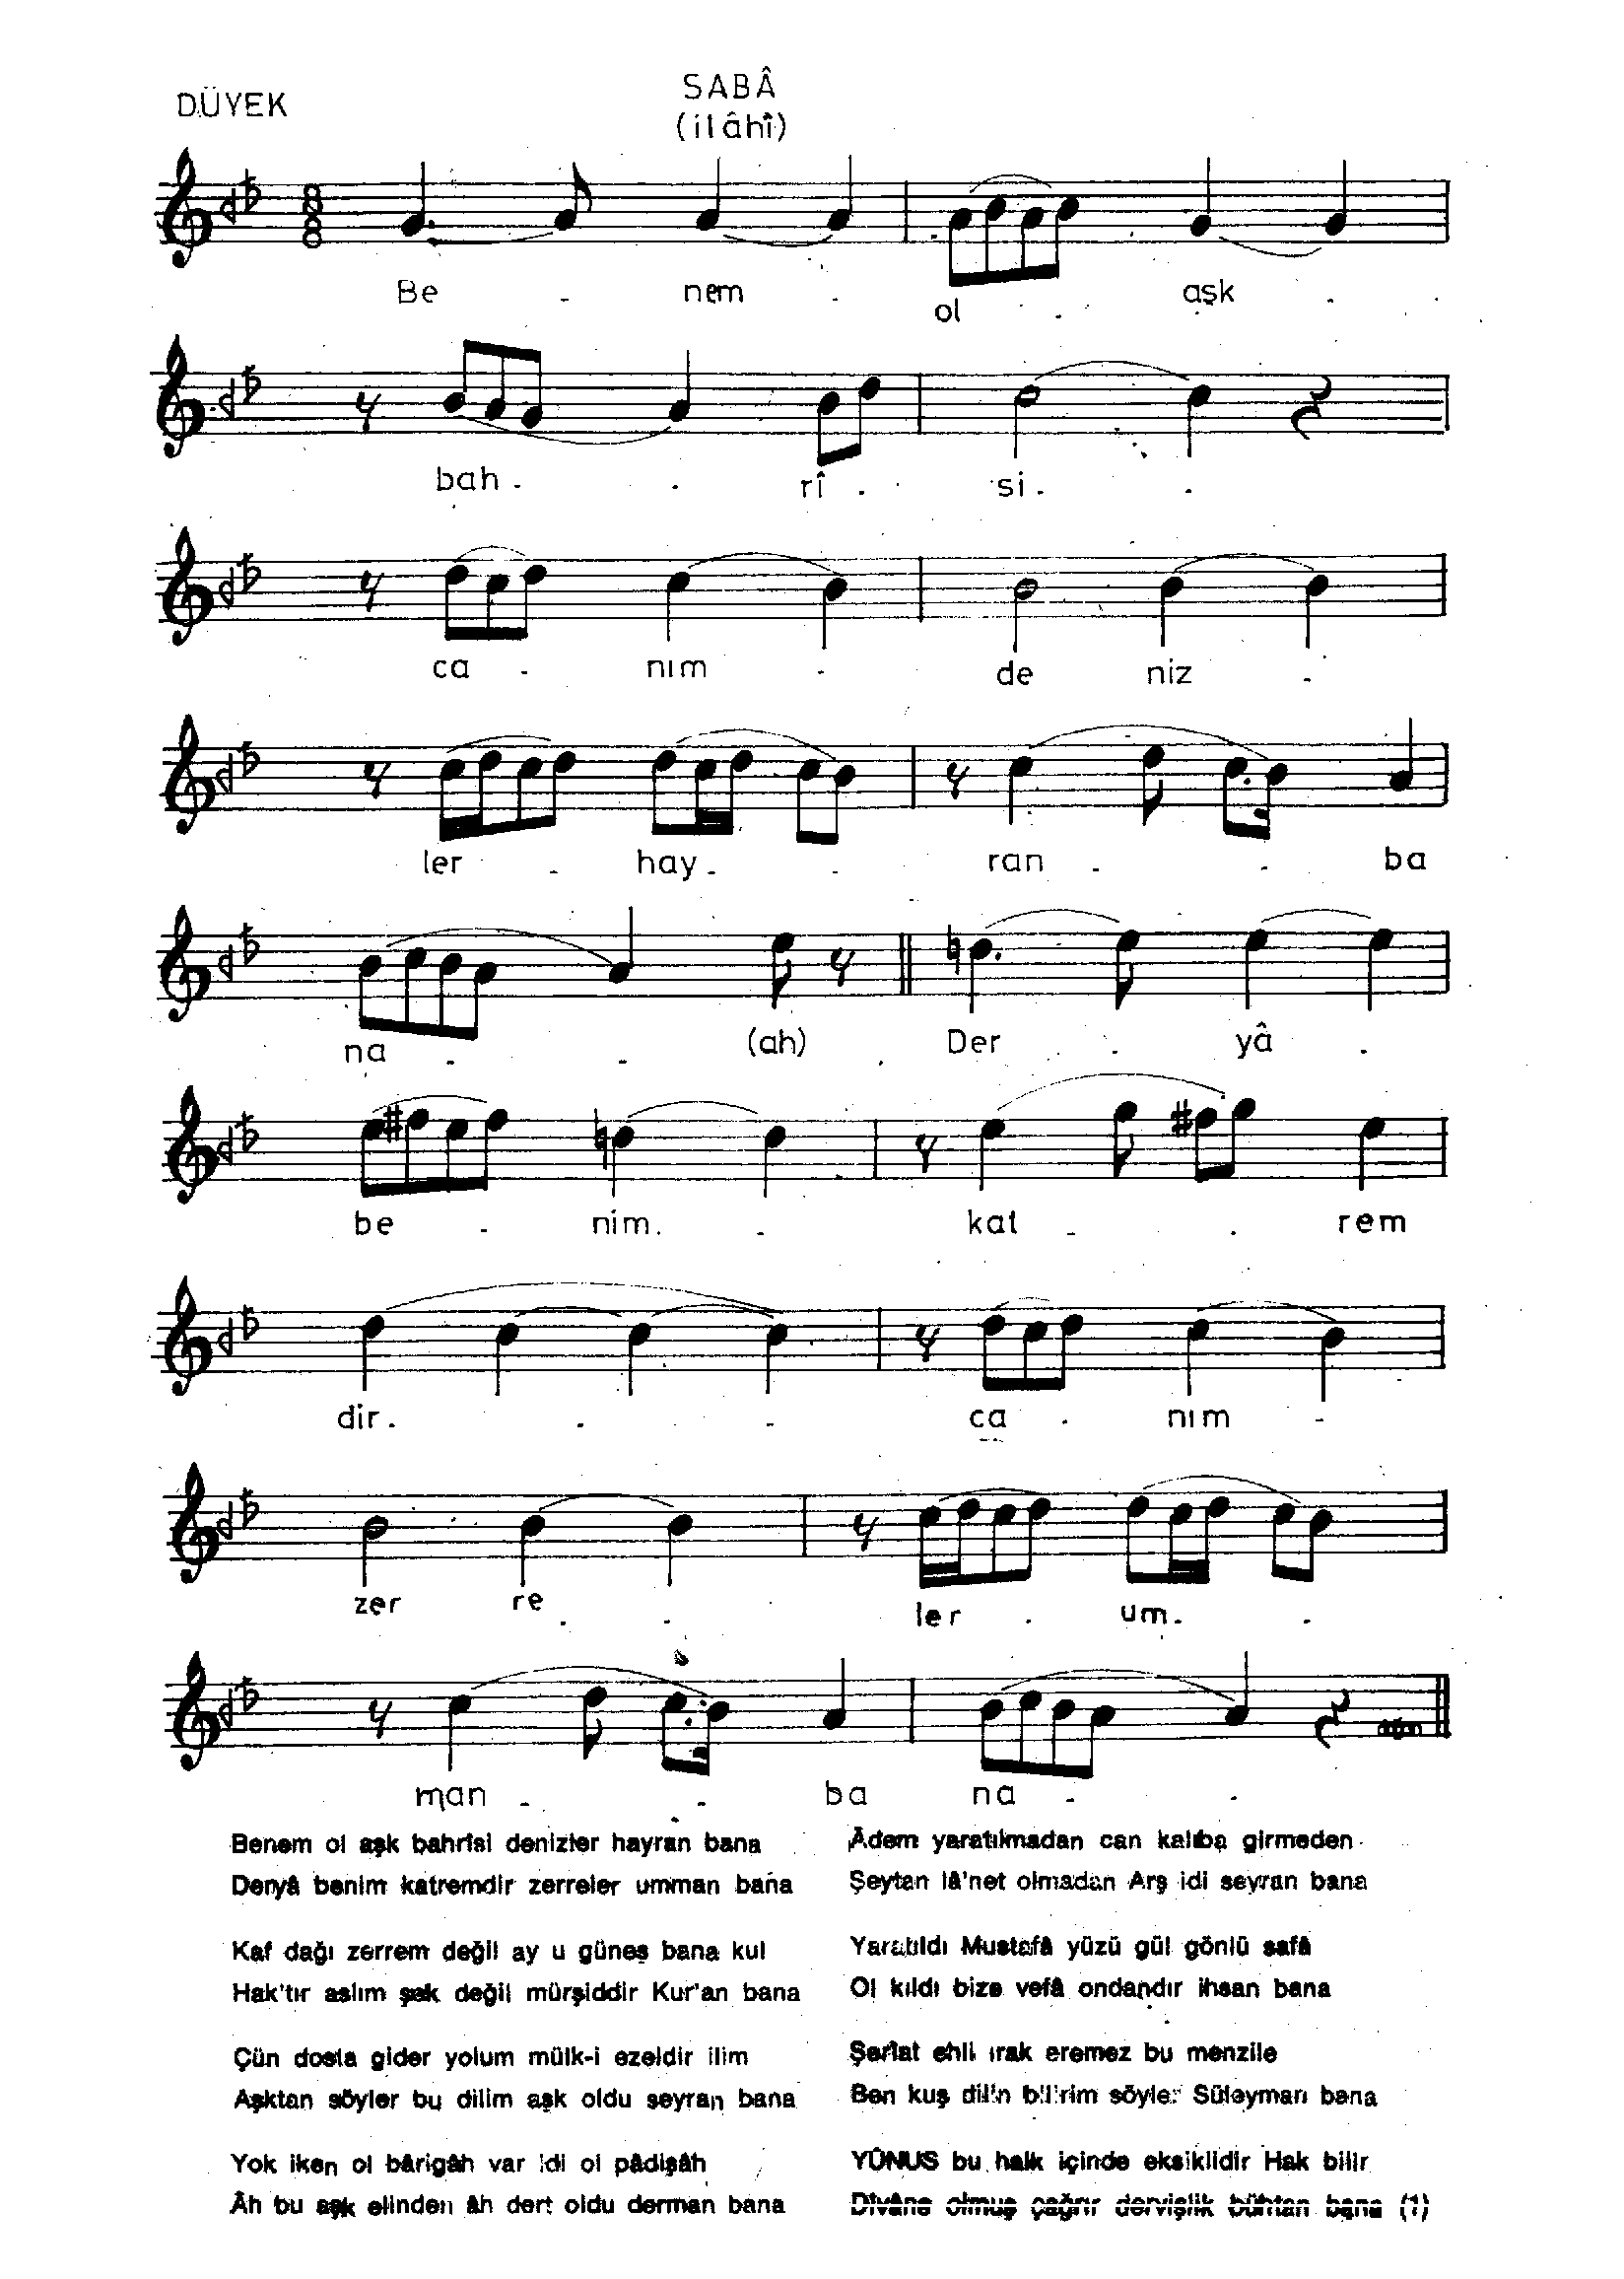 DÜYEK
SABÂ
(ilâhî)
8
8
Be - nem - ol . aşk . .
bah . . rî . si . .
ca - nım - de niz -
ler . hay . . ran - . ba
na . . (ah) . Der . yâ .
be - nim . . kat - . rem
dir . . . ca . nım -
zer re . . ler . um . .
man - . ba na - .
Benem ol aşk bahrîsi denizler hayran bana
Deryâ benim katremdir zerreler umman bana
Kaf dağı zerrem değil ay u güneş bana kul
Hak'tır aslım şek değil mürşiddir Kur'an bana
Çün dosta gider yolum mülk-i ezeldir ilim
Aşktan söyler bu dilim aşk oldu seyran bana
Yok iken ol bârigâh var idi ol pâdişâh
Âh bu aşk elinden âh dert oldu derman bana
Âdem yaratılmadan can kalıba girmeden
Şeytan lâ'net olmadan Arş idi seyran bana
Yaratıldı Mustafâ yüzü gül gönlü safâ
Ol kıldı bize vefâ ondandır ihsan bana
Şerîat ehli ırak eremez bu menzile
Ben kuş dilin bilirim söyler Süleyman bana
YÛNUS bu halk içinde eksiklidir Hak bilir
Dîvâne olmuş çağrır dervişlik bühtan bana (1)